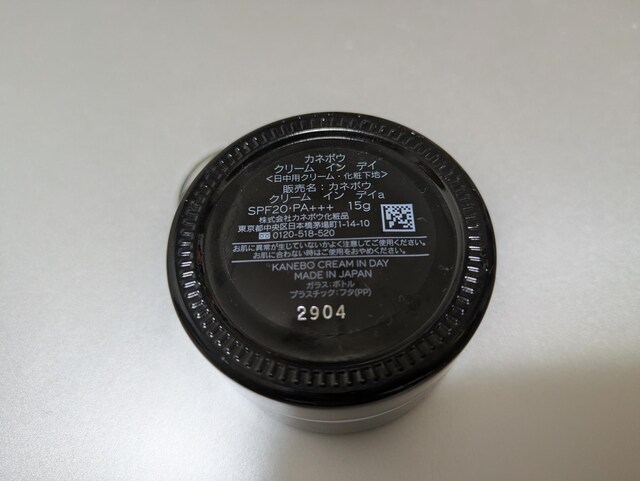 カネボウ
クリーム イン デイ
<日中用クリーム・化粧下地>
販売名：カネボウ
クリーム イン デイa
SPF20・PA+++ 15g
株式会社カネボウ化粧品
東京都中央区日本橋茅場町1-14-10
0120-518-520
お肌に異常が生じていないかよく注意してご使用ください。
お肌に合わない時はご使用をおやめください。
KANEBO CREAM IN DAY
MADE IN JAPAN
ガラス：ボトル
プラスチック：フタ(PP)
2904